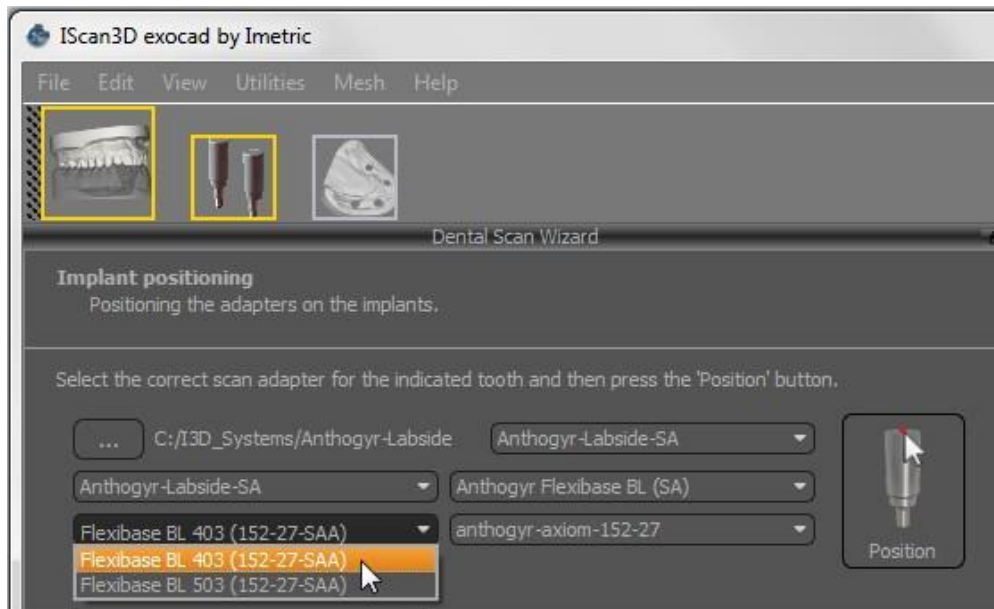 IScan3D exocad by Imetric
File Edit View Utilities Mesh Help
Dental Scan Wizard
Implant positioning
Positioning the adapters on the implants.
Select the correct scan adapter for the indicated tooth and then press the 'Position' button.
... C:/I3D_Systems/Anthogyr-Labside Anthogyr-Labside-SA
Anthogyr-Labside-SA Anthogyr Flexibase BL (SA)
Flexibase BL 403 (152-27-SAA) anthogyr-axiom-152-27
Flexibase BL 403 (152-27-SAA)
Flexibase BL 503 (152-27-SAA)
Position